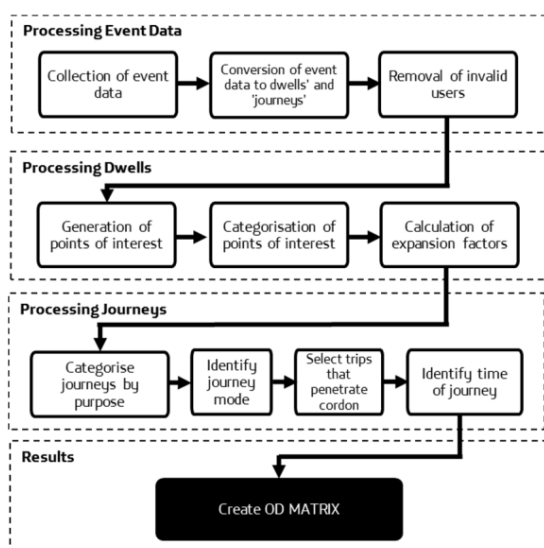 Processing Event Data
Collection of event
data
Conversion of event
data to dwells' and
'journeys'
Removal of invalid
users
Processing Dwells
Generation of
points of interest
Categorisation of
points of interest
Calculation of
expansion factors
Processing Journeys
Categorise
journeys by
purpose
Identify
journey
mode
Select trips
that
penetrate
cordon
Identify time
of journey
Results
Create OD MATRIX